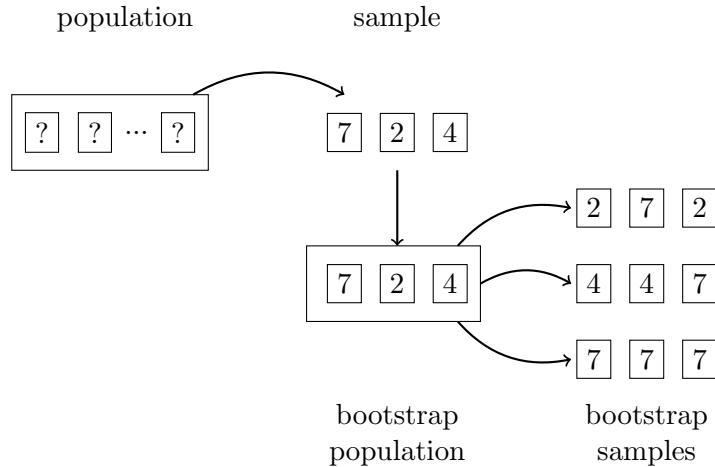 population
sample
? ? ... ?
7 2 4
2 7 2
7 2 4
4 4 7
7 7 7
bootstrap
population
bootstrap
samples